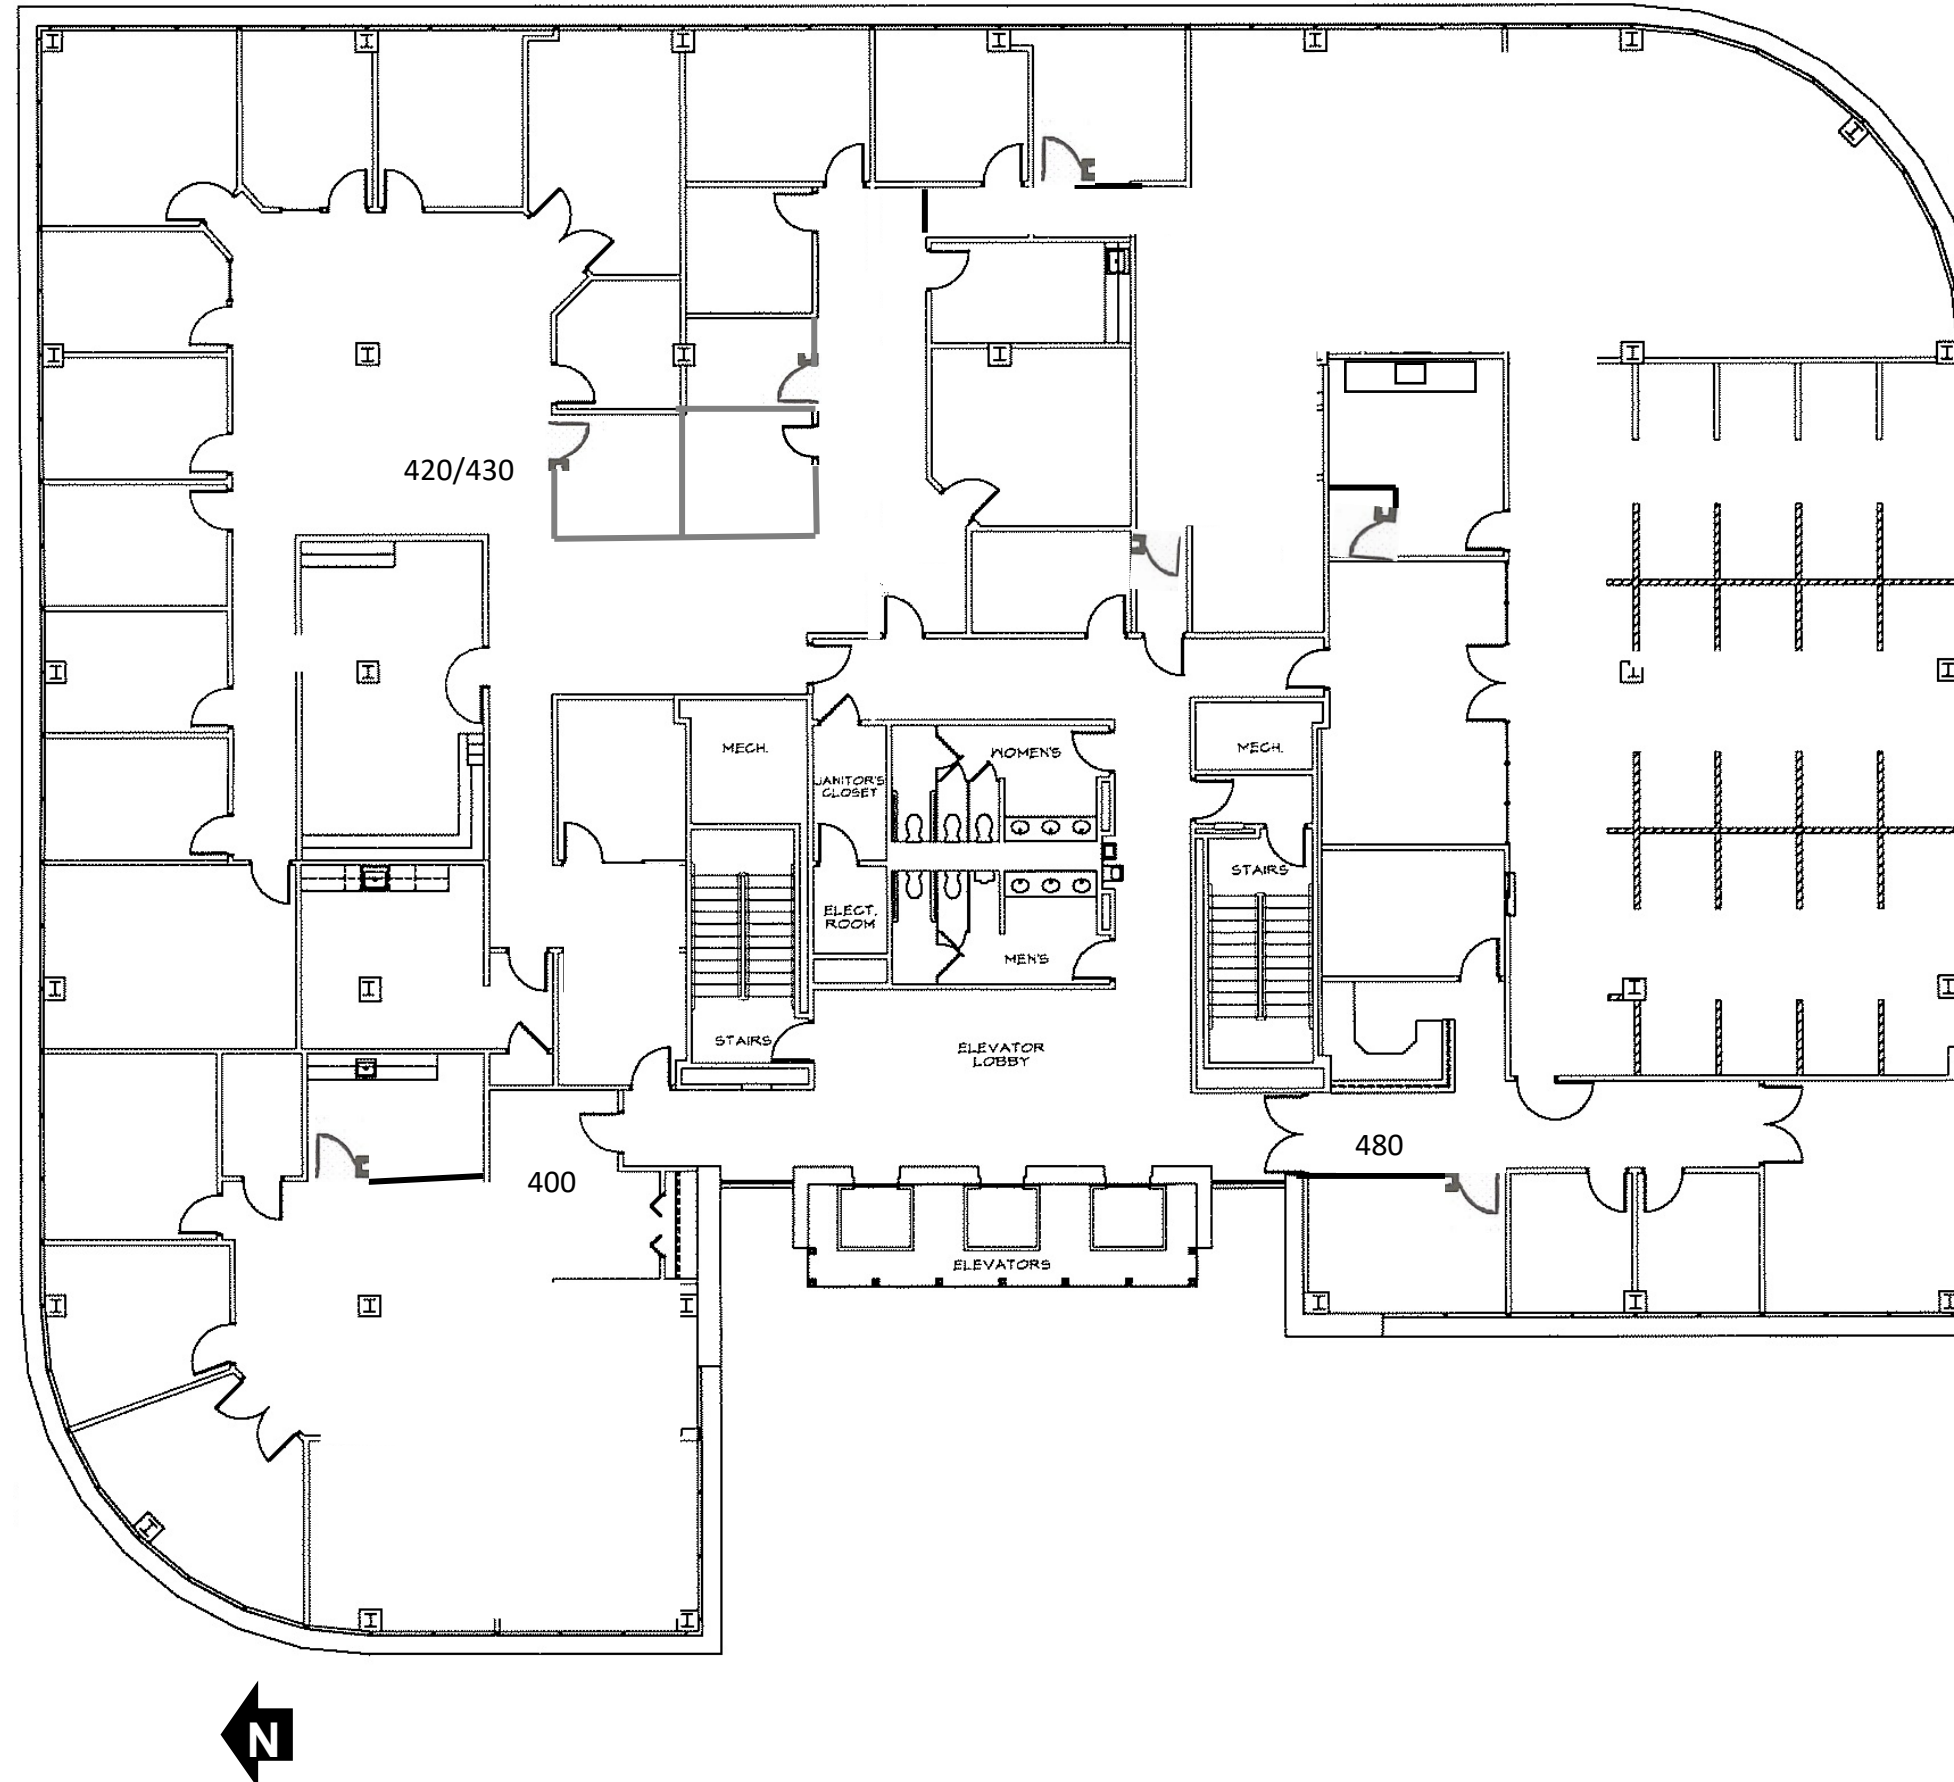 420/430
MECH.
WOMEN'S
MECH.
JANITOR'S
CLOSET
STAIRS
ELECT.
ROOM
MEN'S
STAIRS
ELEVATOR
LOBBY
480
400
ELEVATORS
N